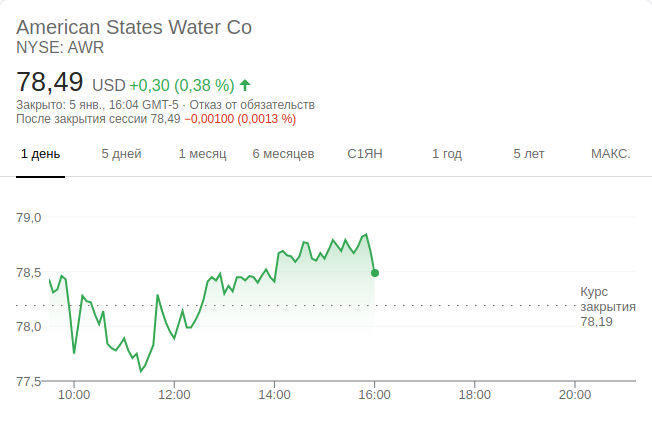 American States Water Co
NYSE: AWR
78,49 USD +0,30 (0,38 %)
Закрыто: 5 янв., 16:04 GMT-5 · Отказ от обязательств
После закрытия сессии 78,49 −0,00100 (0,0013 %)
1 день 5 дней 1 месяц 6 месяцев С1ЯН 1 год 5 лет МАКС.
79,0
78,5
Курс
закрытия
78,19
78,0
77,5
10:00 12:00 14:00 16:00 18:00 20:00